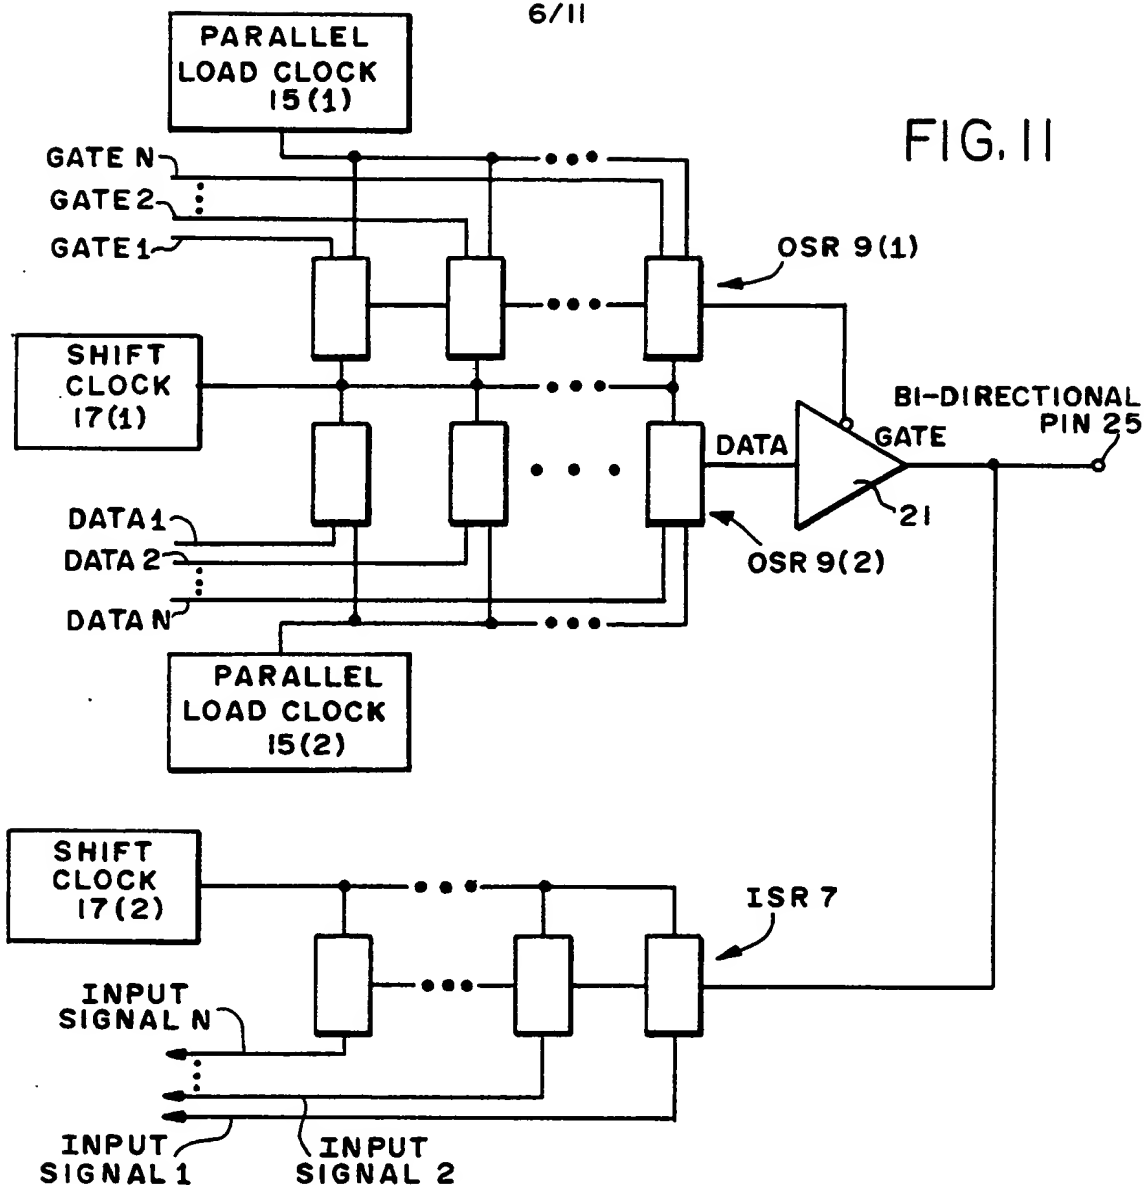 6/11
PARALLEL
LOAD CLOCK
15(1)
FIG. 11
GATE N
GATE 2
GATE 1
OSR 9(1)
SHIFT
CLOCK
17(1)
BI-DIRECTIONAL
PIN 25
DATA
GATE
21
DATA 1
DATA 2
DATA N
OSR 9(2)
PARALLEL
LOAD CLOCK
15(2)
SHIFT
CLOCK
17(2)
ISR 7
INPUT
SIGNAL N
INPUT
SIGNAL 1
INPUT
SIGNAL 2